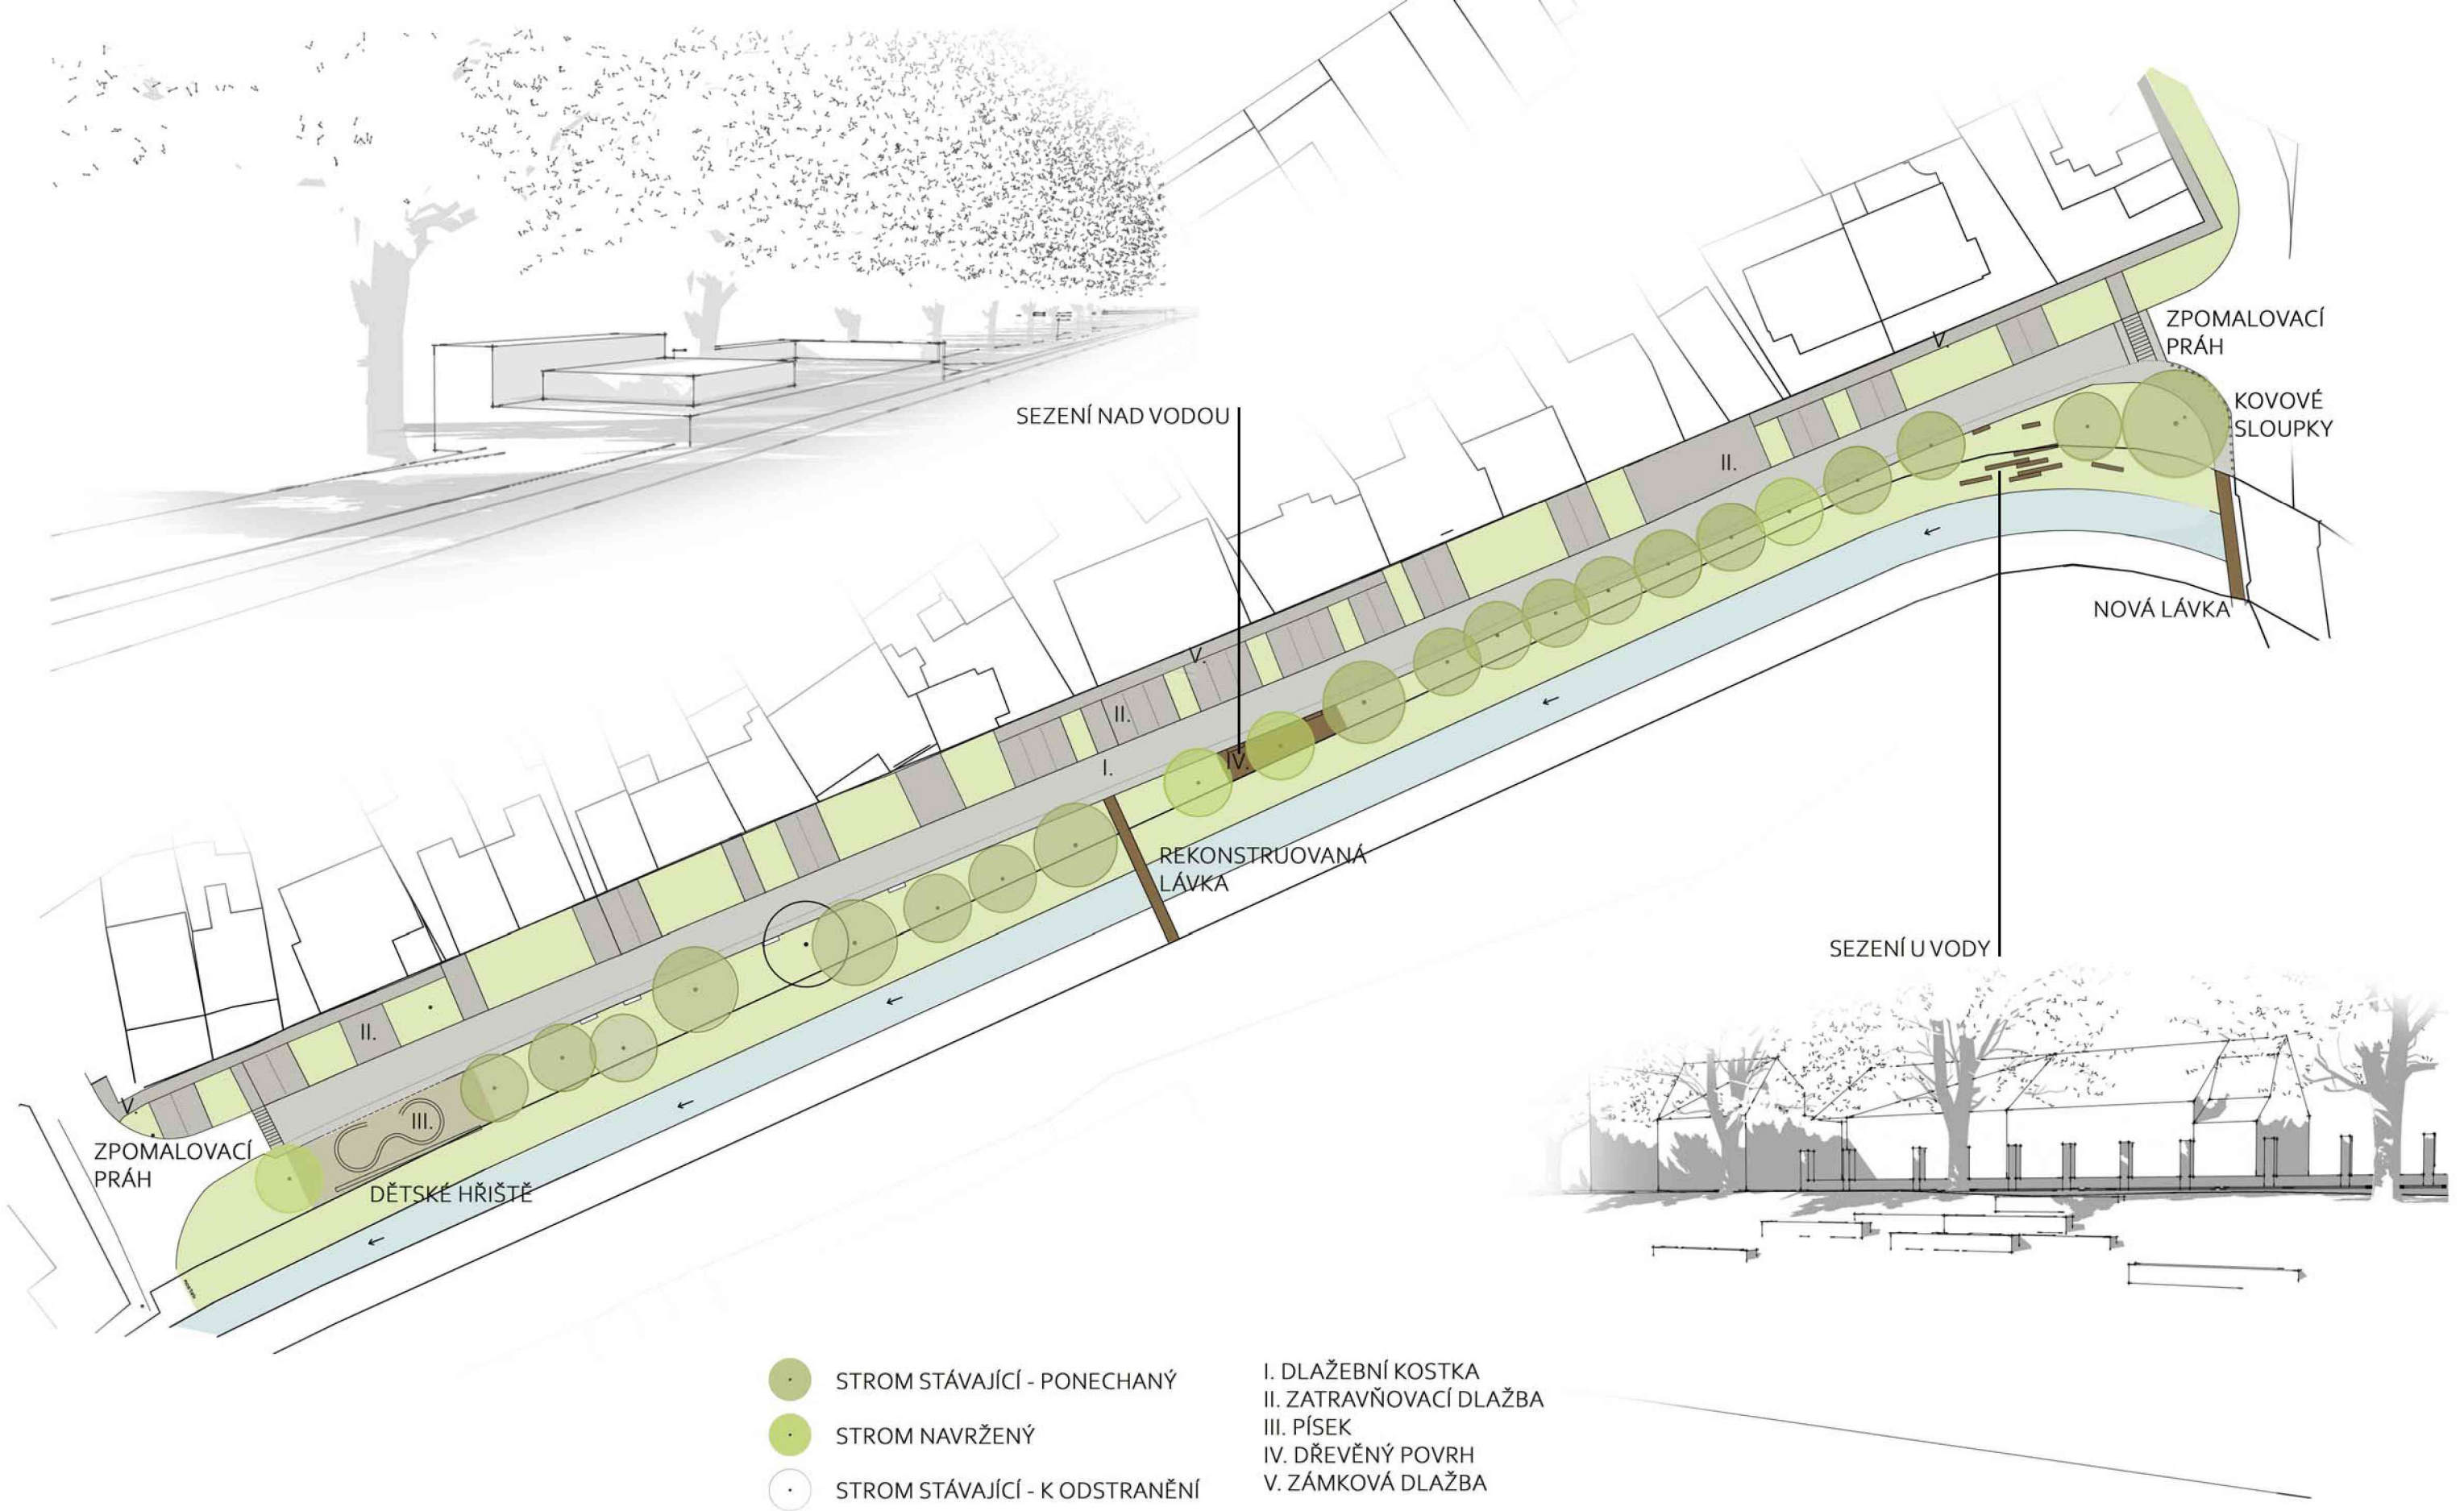 ZPOMALOVACÍ
PRÁH
KOVOVÉ
SLOUPKY
SEZENÍ NAD VODOU
V.
II.
NOVÁ LÁVKA
V.
II.
I.
IV.
REKONSTRUOVANÁ
LÁVKA
SEZENÍ U VODY
II.
V.
III.
ZPOMALOVACÍ
PRÁH
DĚTSKÉ HŘIŠTĚ
STROM STÁVAJÍCÍ - PONECHANÝ
STROM NAVRŽENÝ
STROM STÁVAJÍCÍ - K ODSTRANĚNÍ
I. DLAŽEBNÍ KOSTKA
II. ZATRAVŇOVACÍ DLAŽBA
III. PÍSEK
IV. DŘEVĚNÝ POVRH
V. ZÁMKOVÁ DLAŽBA